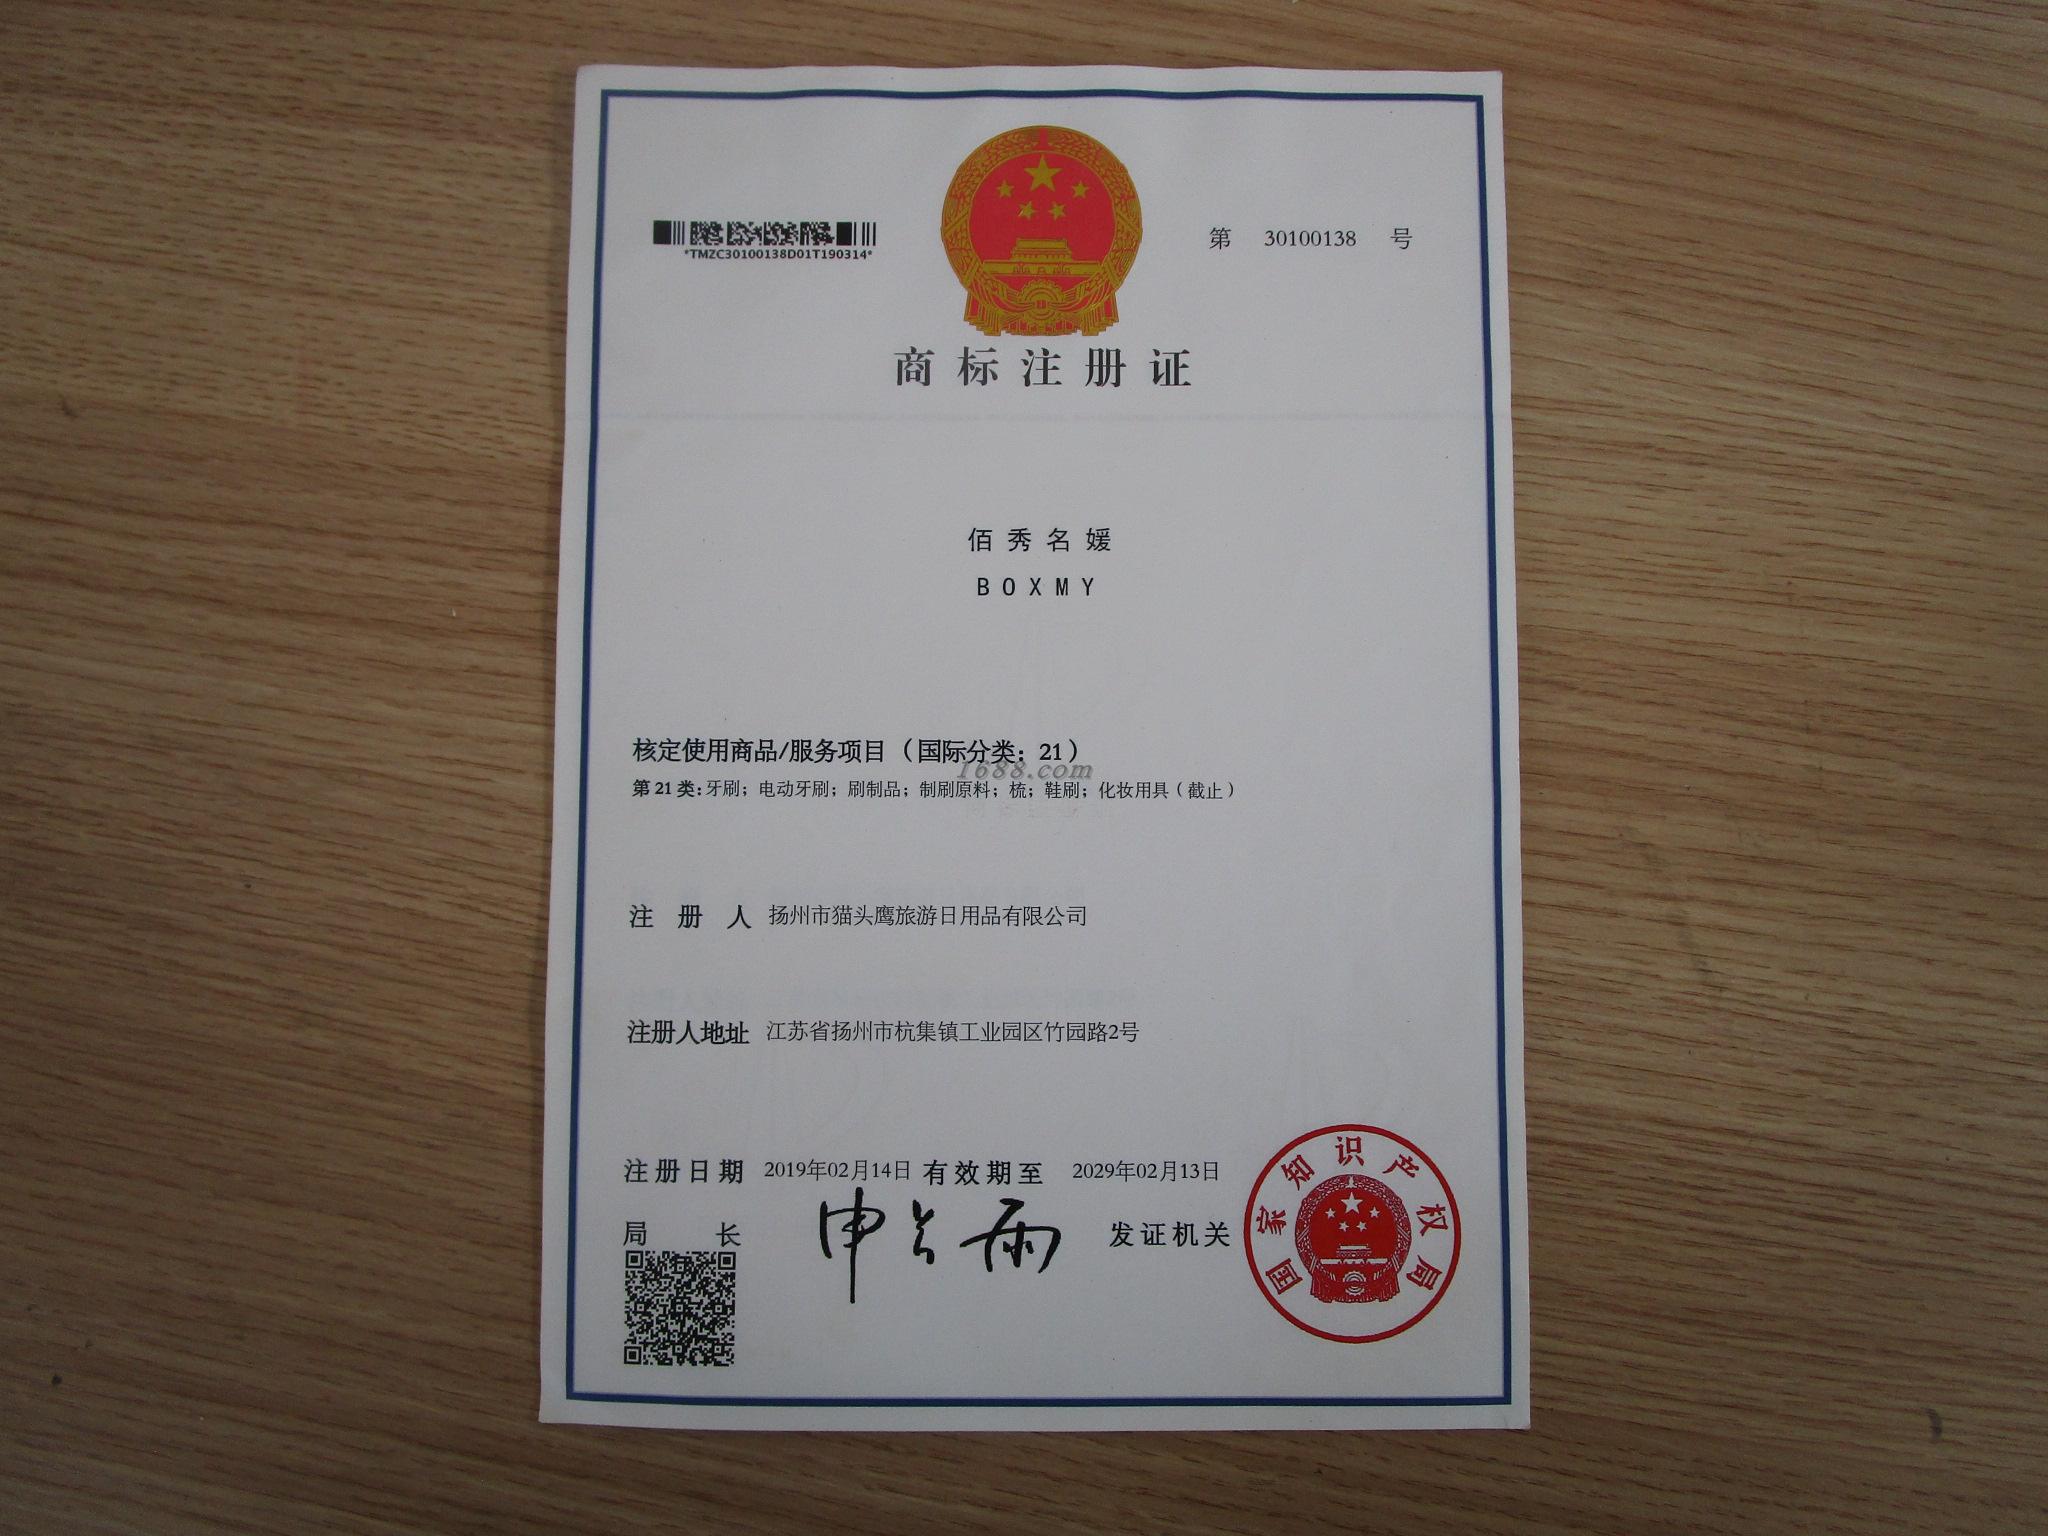 *TMZC30100138D01T190314*
第 30100138 号
商标注册证
佰秀名媛
BOXMY
核定使用商品/服务项目（国际分类：21）
1688.com
第21类：牙刷；电动牙刷；刷制品；制刷原料；梳；鞋刷；化妆用具（截止）
注册人 扬州市猫头鹰旅游日用品有限公司
注册人地址 江苏省扬州市杭集镇工业园区竹园路2号
注册日期 2019年02月14日 有效期至 2029年02月13日
局长 申长雨 发证机关
国家知识产权局